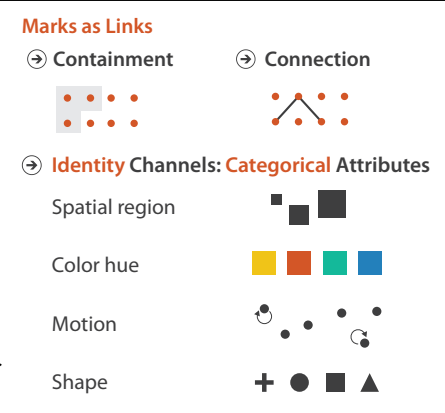 Marks as Links
Containment
Connection
Identity Channels: Categorical Attributes
Spatial region
Color hue
Motion
Shape